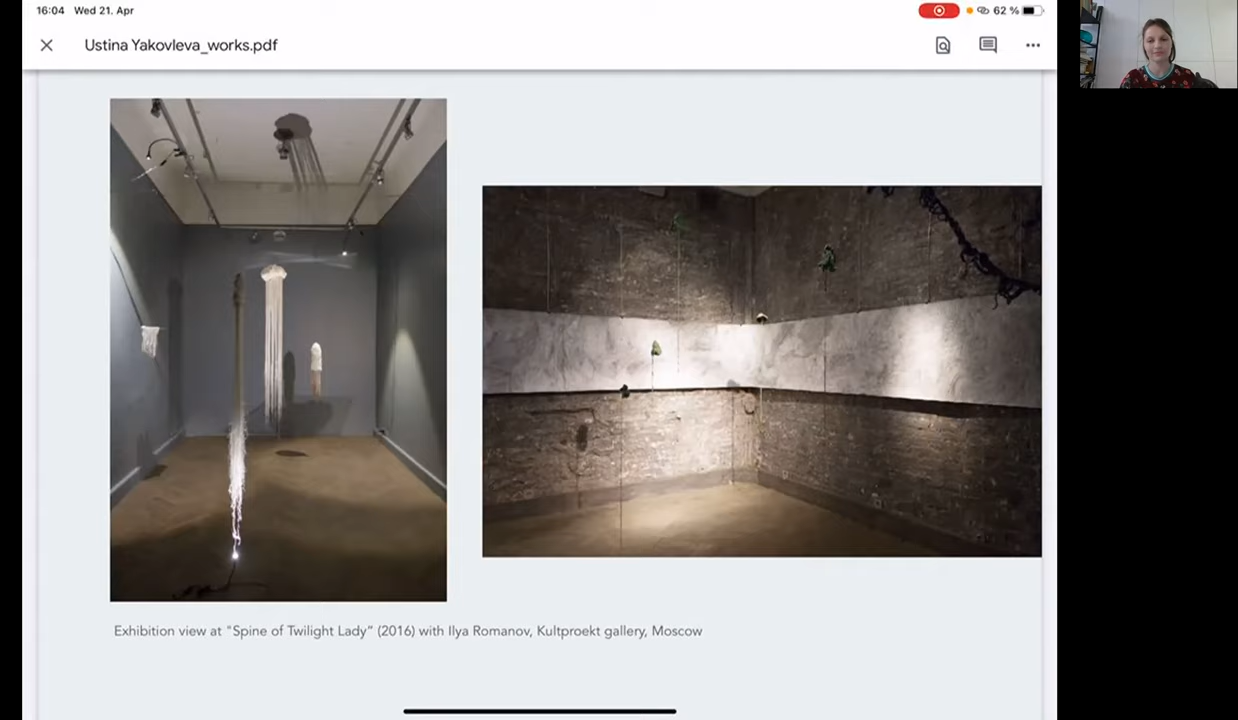 16:04 Wed 21. Apr 62 %
Ustina Yakovleva_works.pdf
Exhibition view at "Spine of Twilight Lady" (2016) with Ilya Romanov, Kultproekt gallery, Moscow